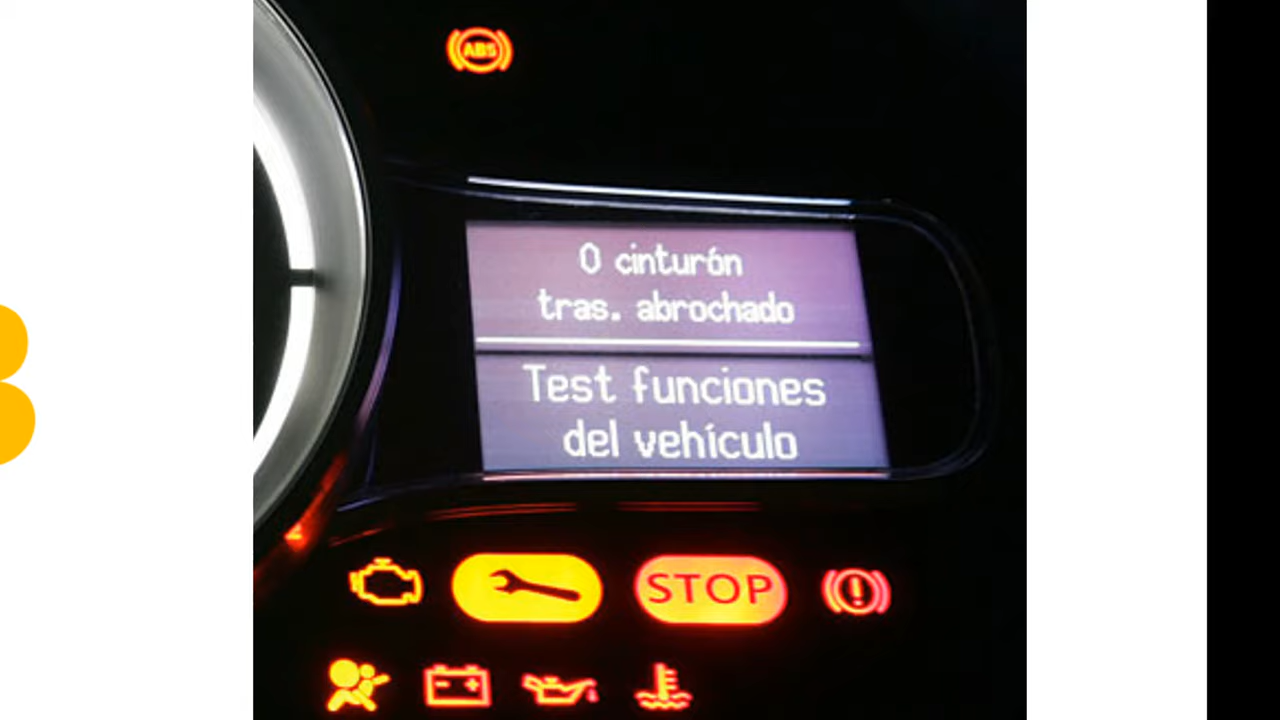 ABS
0 cinturón
tras. abrochado
Test funciones
del vehículo
STOP